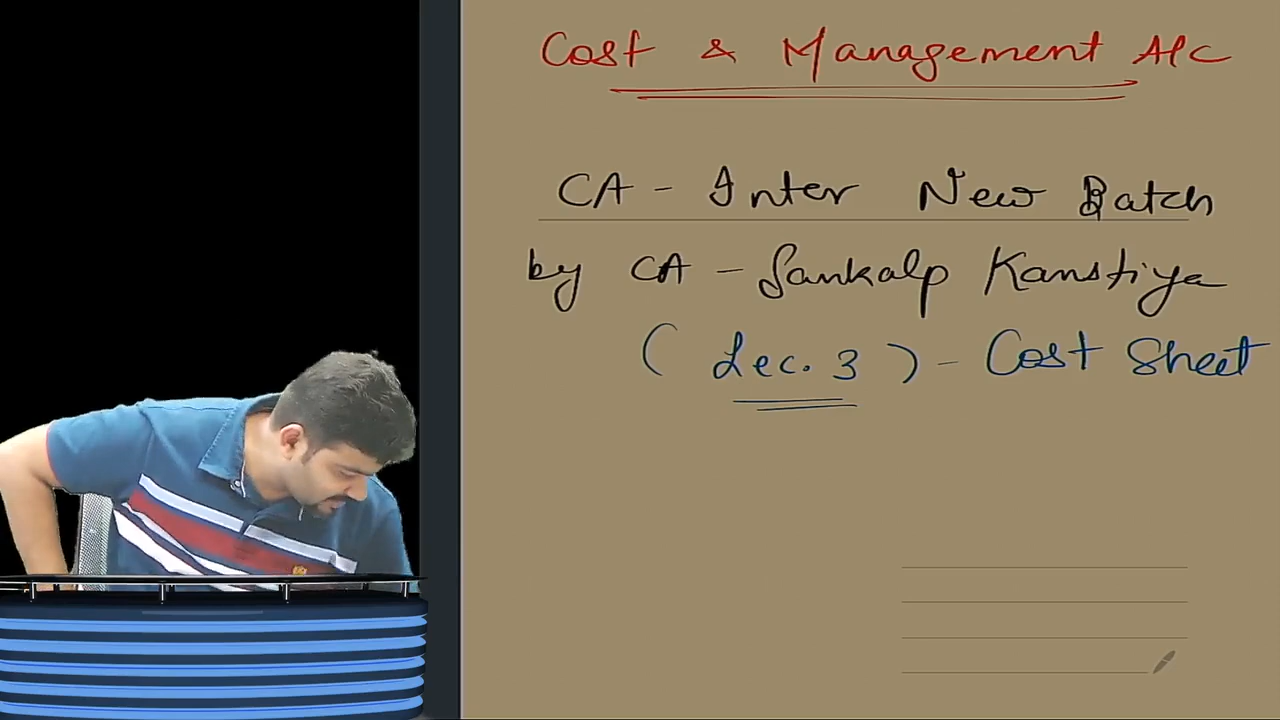 Cost & Management A/c
CA - Inter New Batch
by CA - Sankalp Kanstiya
( Lec. 3 ) - Cost Sheet